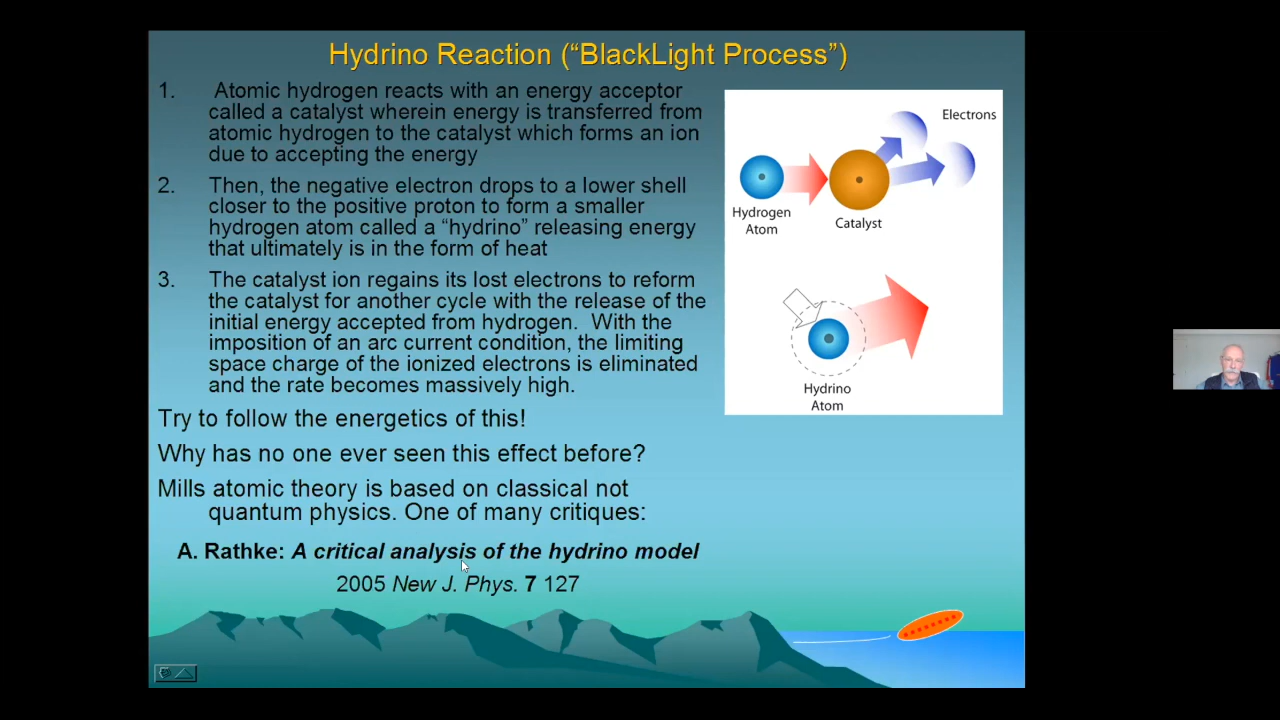 Hydrino Reaction (“BlackLight Process”)
1. Atomic hydrogen reacts with an energy acceptor
called a catalyst wherein energy is transferred from
atomic hydrogen to the catalyst which forms an ion
due to accepting the energy
2. Then, the negative electron drops to a lower shell
closer to the positive proton to form a smaller
hydrogen atom called a “hydrino” releasing energy
that ultimately is in the form of heat
3. The catalyst ion regains its lost electrons to reform
the catalyst for another cycle with the release of the
initial energy accepted from hydrogen. With the
imposition of an arc current condition, the limiting
space charge of the ionized electrons is eliminated
and the rate becomes massively high.
Try to follow the energetics of this!
Why has no one ever seen this effect before?
Mills atomic theory is based on classical not
quantum physics. One of many critiques:
A. Rathke: A critical analysis of the hydrino model
2005 New J. Phys. 7 127
Electrons
Hydrogen
Atom
Catalyst
Hydrino
Atom